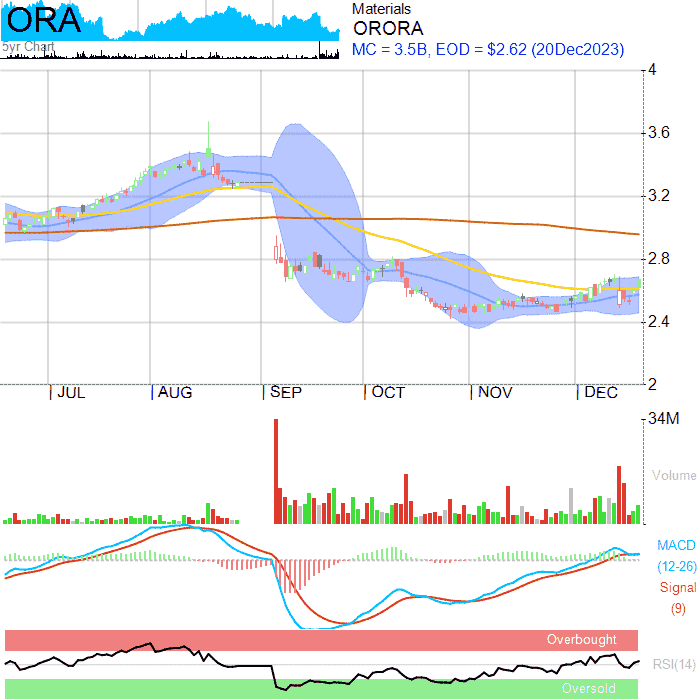 ORA
Materials
ORORA
5yr Chart
MC = 3.5B, EOD = $2.62 (20Dec2023)
4
3.6
3.2
2.8
2.4
2
JUL AUG SEP OCT NOV DEC
34M
Volume
MACD
(12-26)
Signal
(9)
Overbought
RSI(14)
Oversold